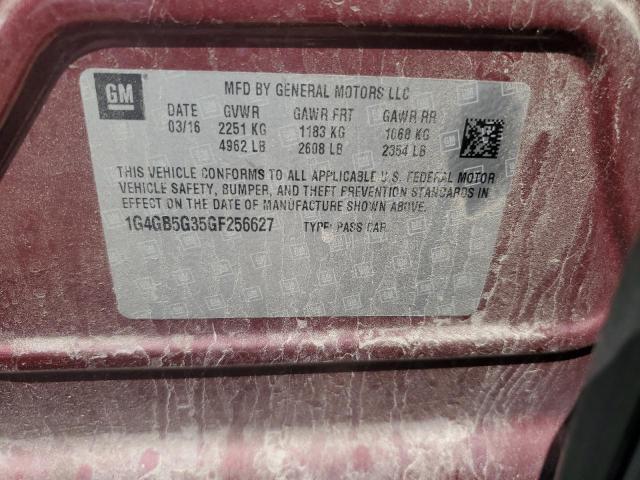 GM
MFD BY GENERAL MOTORS LLC
DATE GVWR GAWR FRT GAWR RR
03/16 2251 KG 1183 KG 1068 KG
4962 LB 2608 LB 2354 LB
THIS VEHICLE CONFORMS TO ALL APPLICABLE U.S. FEDERAL MOTOR
VEHICLE SAFETY, BUMPER, AND THEFT PREVENTION STANDARDS IN
EFFECT ON THE DATE OF MANUFACTURE SHOWN ABOVE.
1G4GB5G35GF256627 TYPE: PASS CAR